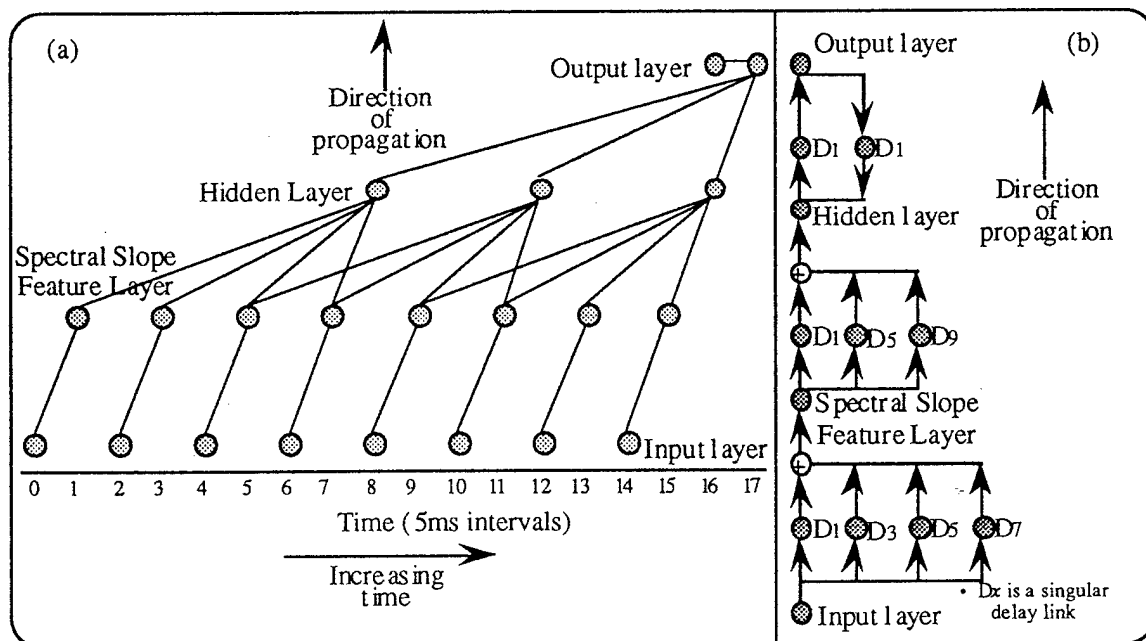 (a)
Output layer
Direction
of
propagation
Hidden Layer
Spectral Slope
Feature Layer
Input layer
0 1 2 3 4 5 6 7 8 9 10 11 12 13 14 15 16 17
Time (5ms intervals)
Increasing
time
(b)
Output layer
D1 D1
Direction
of
propagation
Hidden layer
+
D1 D5 D9
Spectral Slope
Feature Layer
+
D1 D3 D5 D7
• Dx is a singular
delay link
Input layer